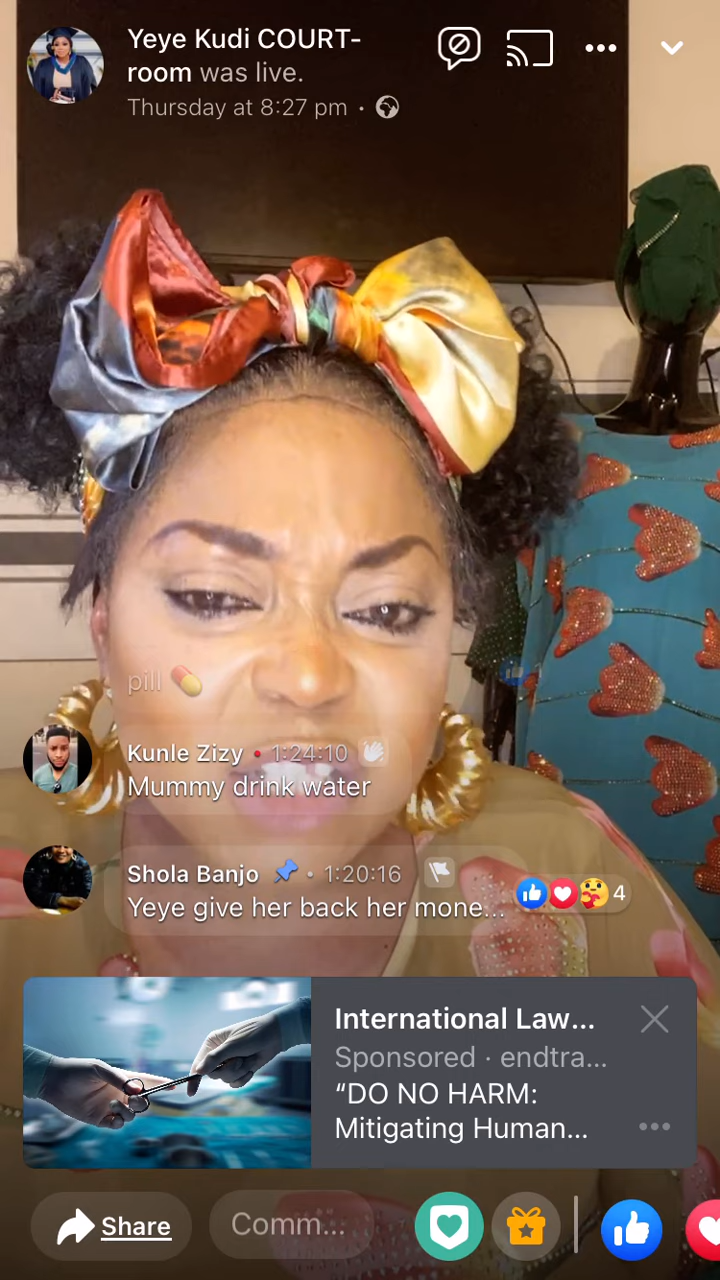 Yeye Kudi COURT-
room was live.
Thursday at 8:27 pm ·
pill
Kunle Zizy • 1:24:10
Mummy drink water
Shola Banjo • 1:20:16
Yeye give her back her mone... 4
International Law...
Sponsored · endtra...
“DO NO HARM:
Mitigating Human...
Share
Comm...